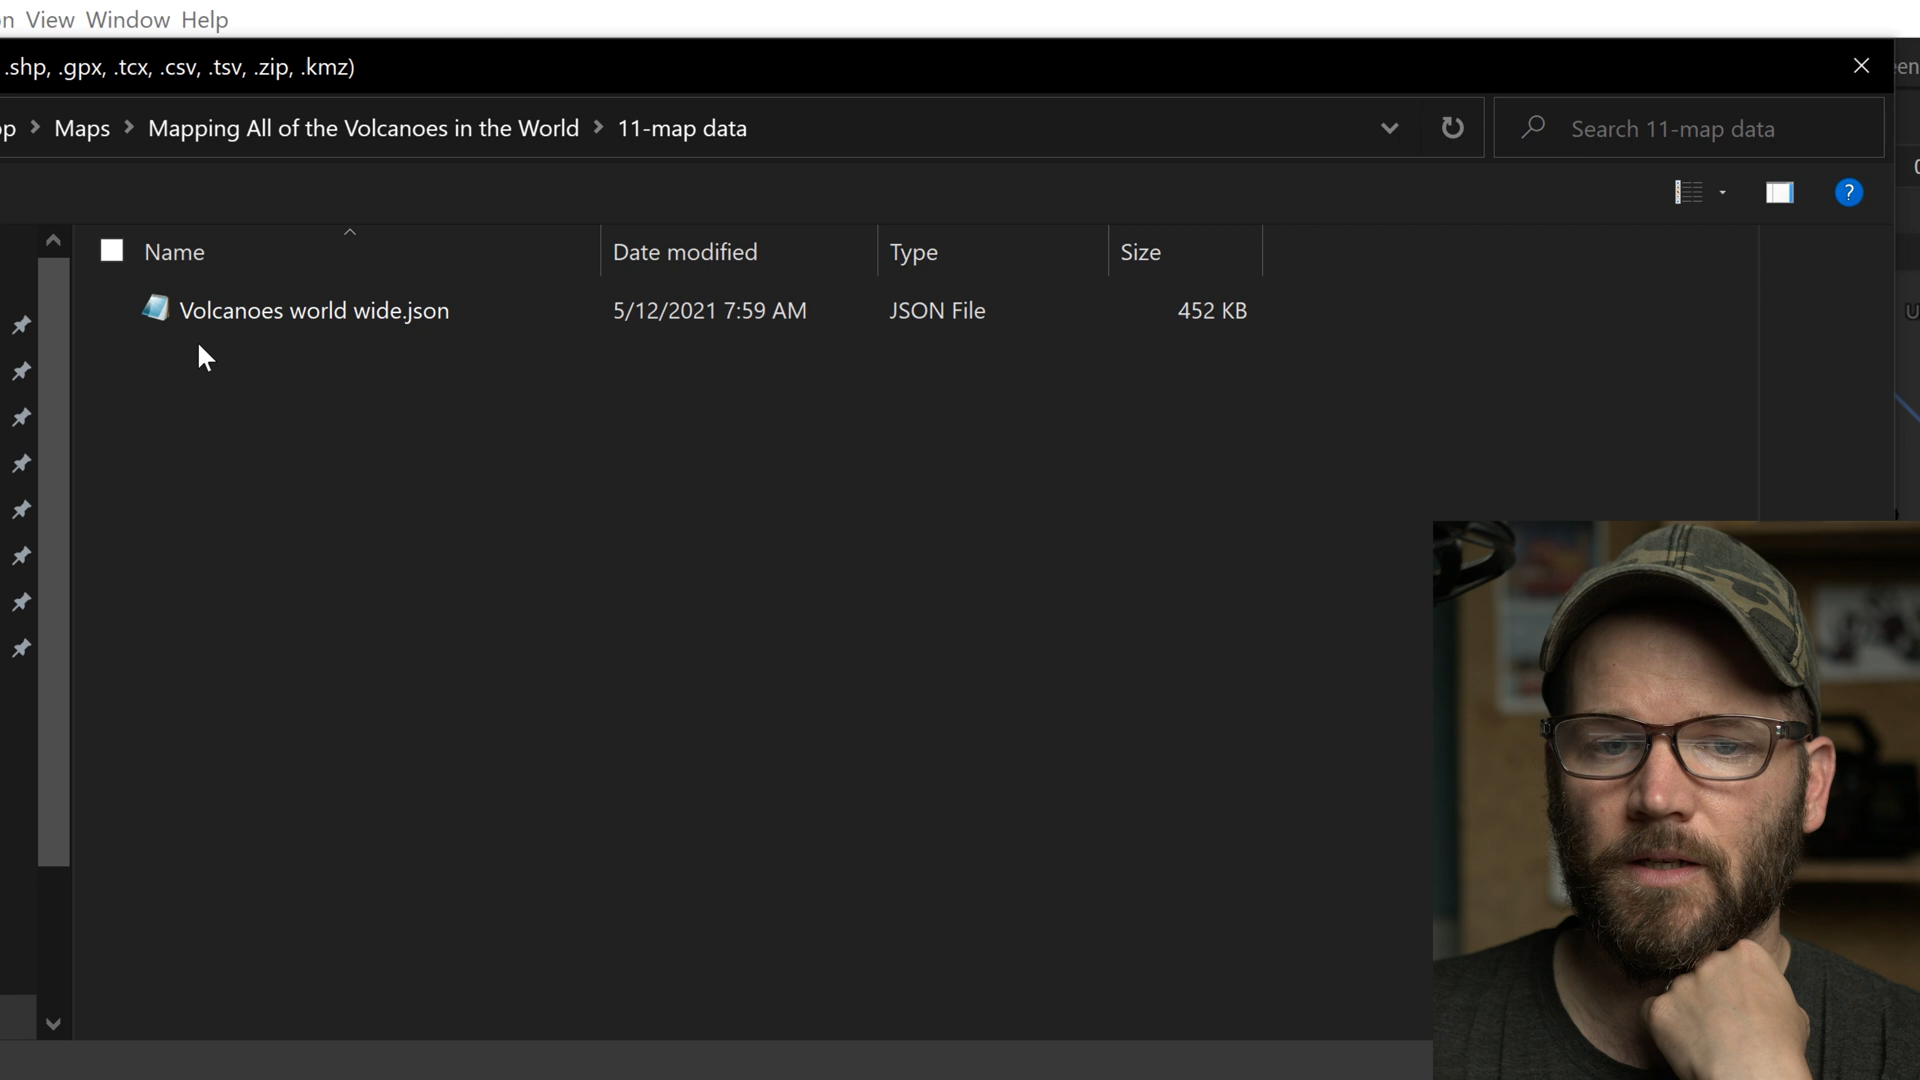 View Window Help
.shp, .gpx, .tcx, .csv, .tsv, .zip, .kmz)
Maps > Mapping All of the Volcanoes in the World > 11-map data
Search 11-map data
?
Name Date modified Type Size
Volcanoes world wide.json 5/12/2021 7:59 AM JSON File 452 KB